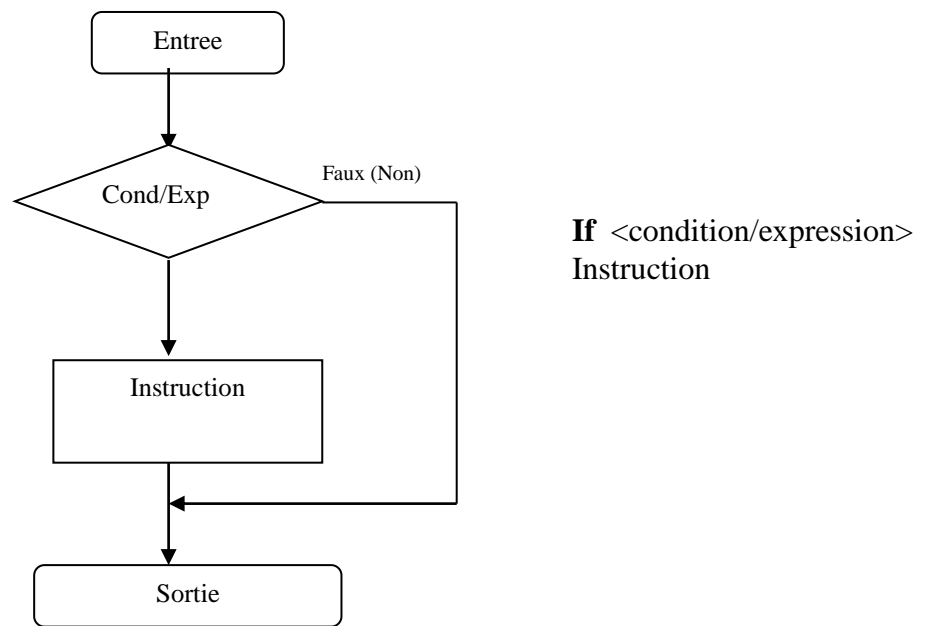 Entree
Cond/Exp
Faux (Non)
If <condition/expression>
Instruction
Instruction
Sortie